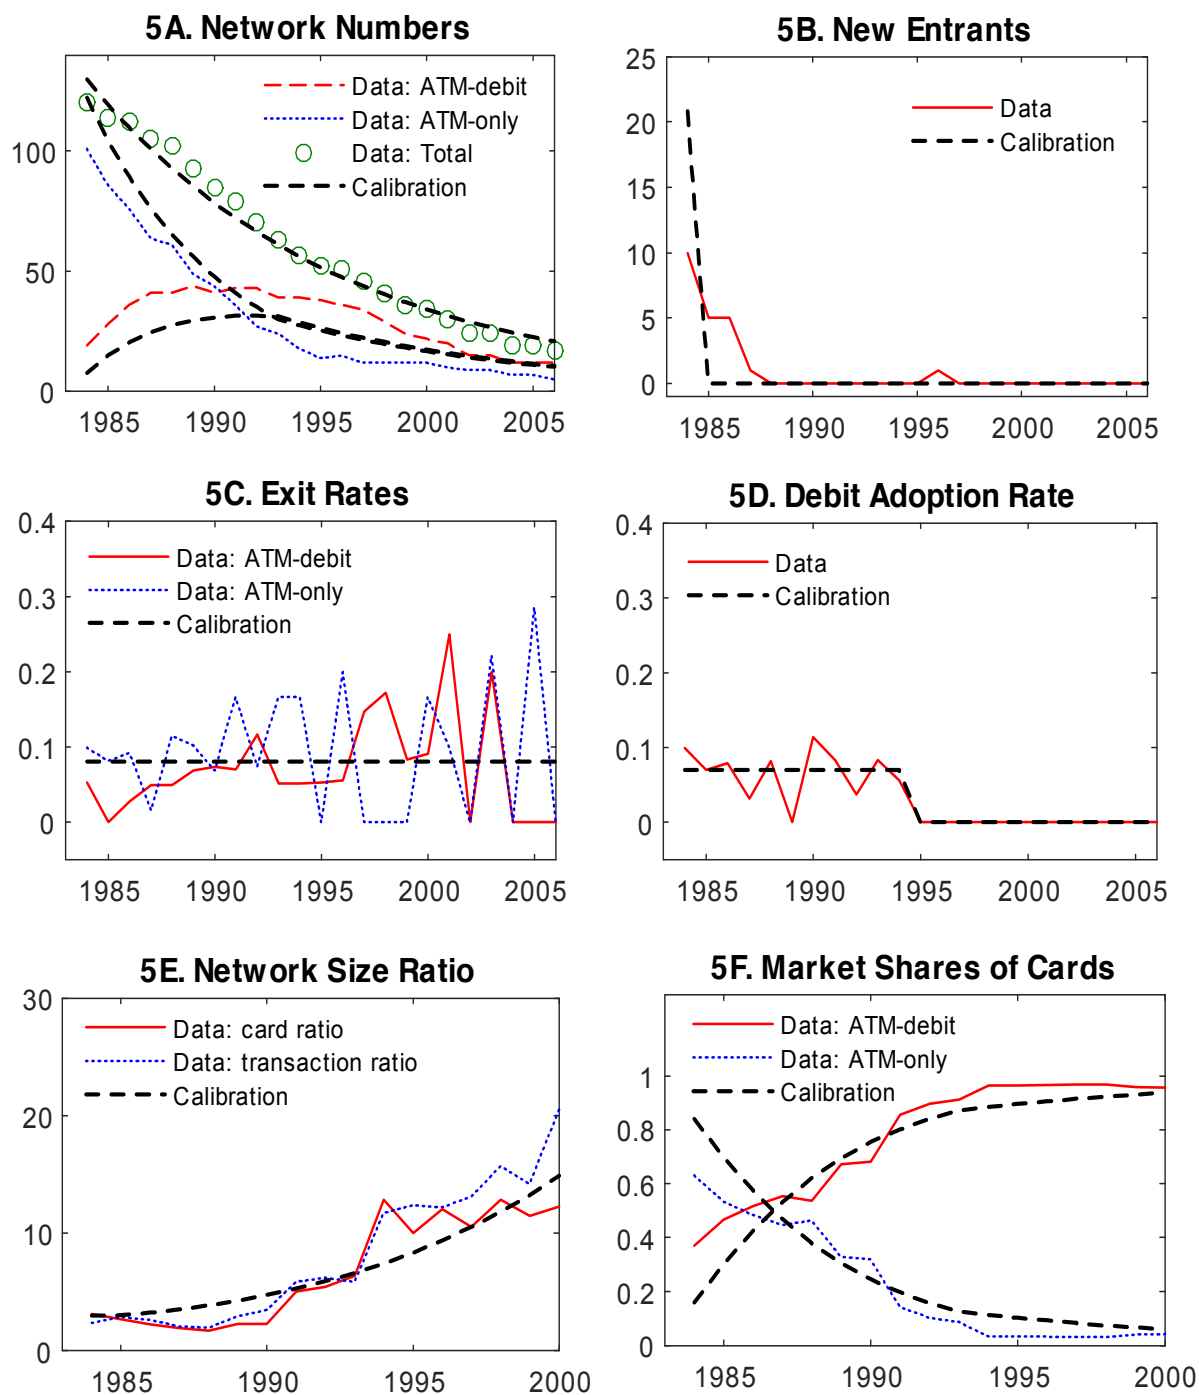 5A. Network Numbers
Data: ATM-debit
Data: ATM-only
Data: Total
Calibration
100
50
0
1985 1990 1995 2000 2005
5B. New Entrants
25
20
15
10
5
0
Data
Calibration
1985 1990 1995 2000 2005
5C. Exit Rates
0.4
0.3
0.2
0.1
0
Data: ATM-debit
Data: ATM-only
Calibration
1985 1990 1995 2000 2005
5D. Debit Adoption Rate
0.4
0.3
0.2
0.1
0
Data
Calibration
1985 1990 1995 2000 2005
5E. Network Size Ratio
30
20
10
0
Data: card ratio
Data: transaction ratio
Calibration
1985 1990 1995 2000
5F. Market Shares of Cards
Data: ATM-debit
Data: ATM-only
Calibration
1
0.8
0.6
0.4
0.2
0
1985 1990 1995 2000